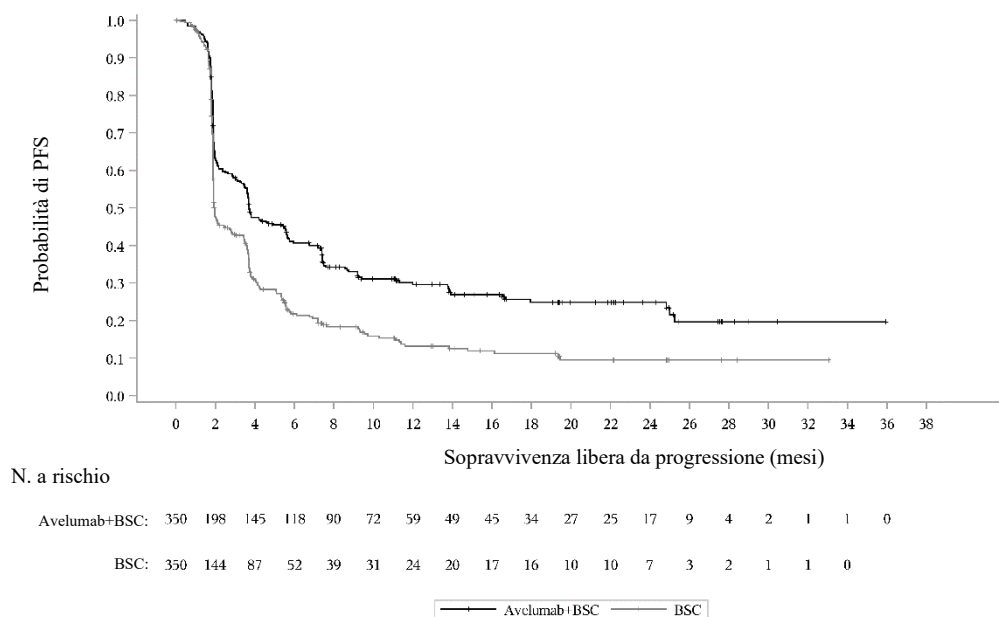 1.0
0.9
0.8
0.7
0.6
0.5
0.4
0.3
0.2
0.1
0.0
Probabilità di PFS
0 2 4 6 8 10 12 14 16 18 20 22 24 26 28 30 32 34 36 38
Sopravvivenza libera da progressione (mesi)
N. a rischio
Avelumab+BSC: 350 198 145 118 90 72 59 49 45 34 27 25 17 9 4 2 1 1 0
BSC: 350 144 87 52 39 31 24 20 17 16 10 10 7 3 2 1 1 0
Avelumab+BSC BSC